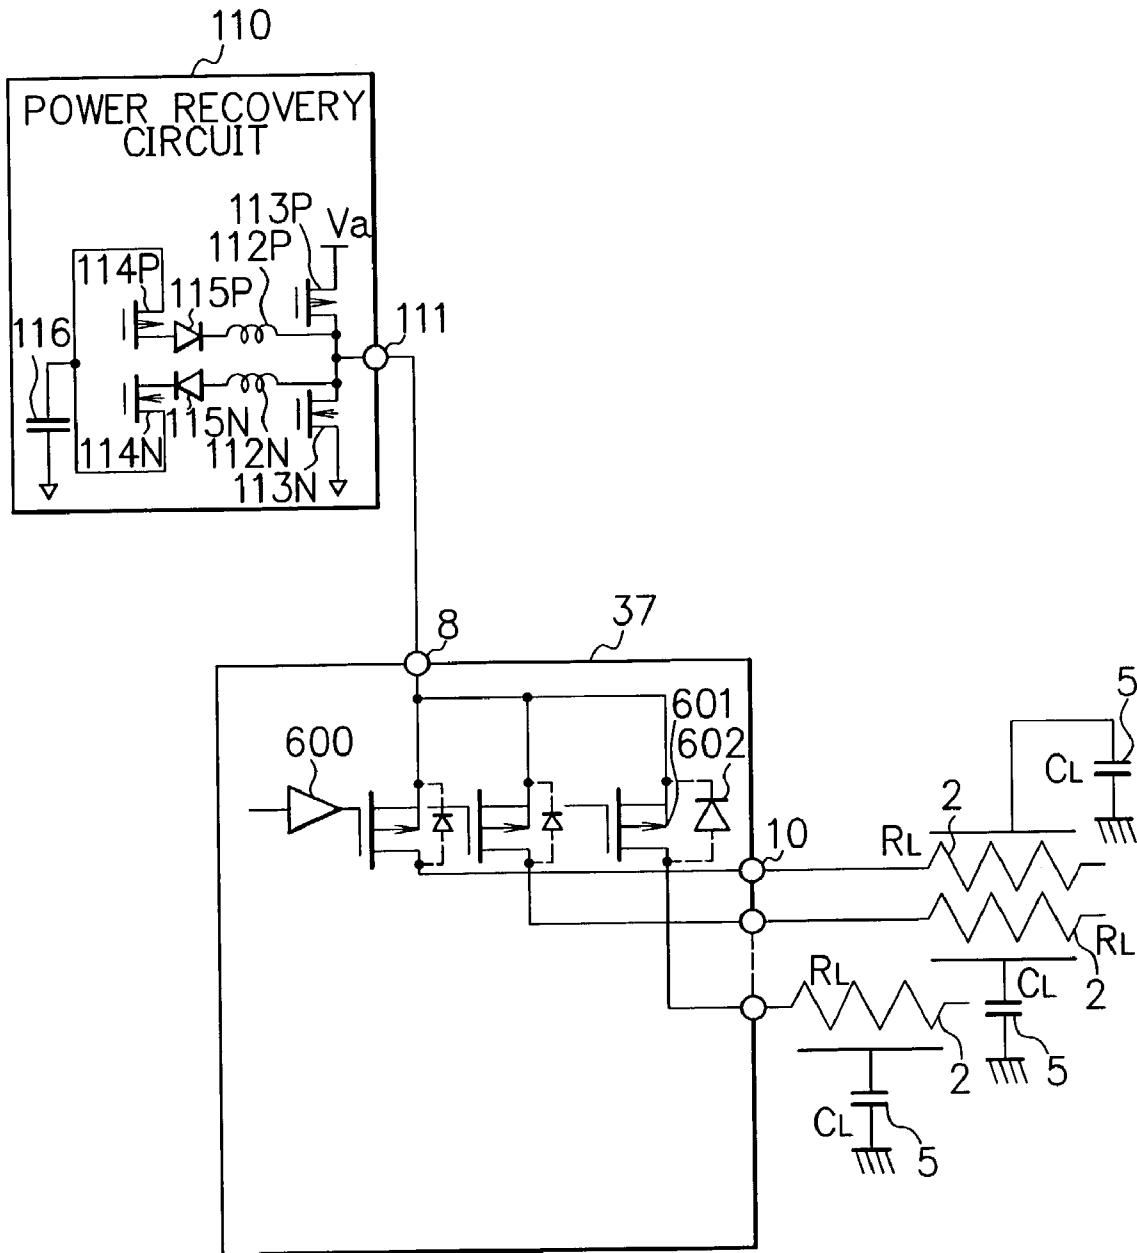 110
POWER RECOVERY
CIRCUIT
113P
Va
112P
114P
115P
116
111
115N
114N
112N
113N
8
37
601
5
600
602
CL
2
10
RL
RL
2
RL
CL
2
5
CL
5